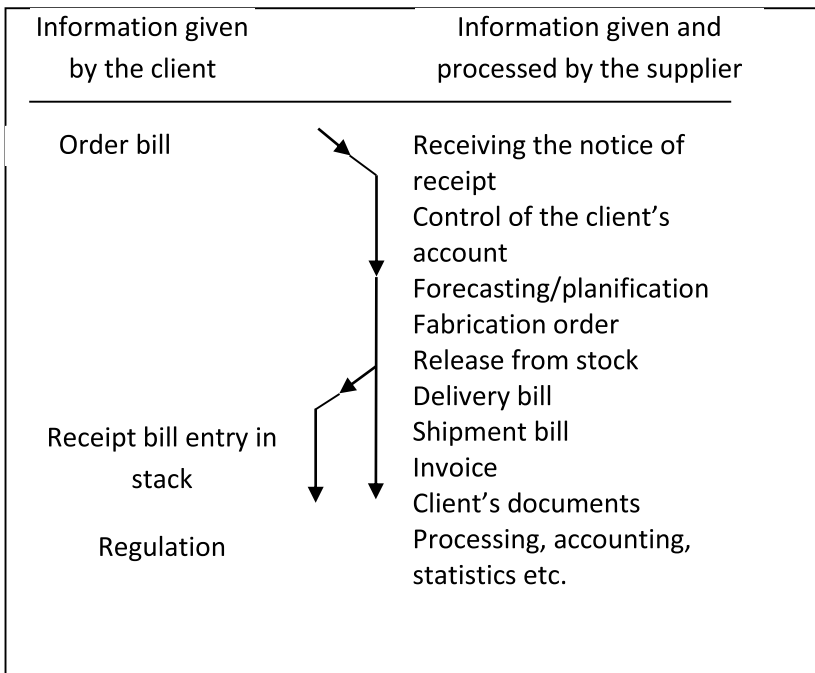 Information given
by the client
Information given and
processed by the supplier
Order bill
Receiving the notice of
receipt
Control of the client's
account
Forecasting/planification
Fabrication order
Release from stock
Delivery bill
Shipment bill
Invoice
Client's documents
Processing, accounting,
statistics etc.
Receipt bill entry in
stack
Regulation